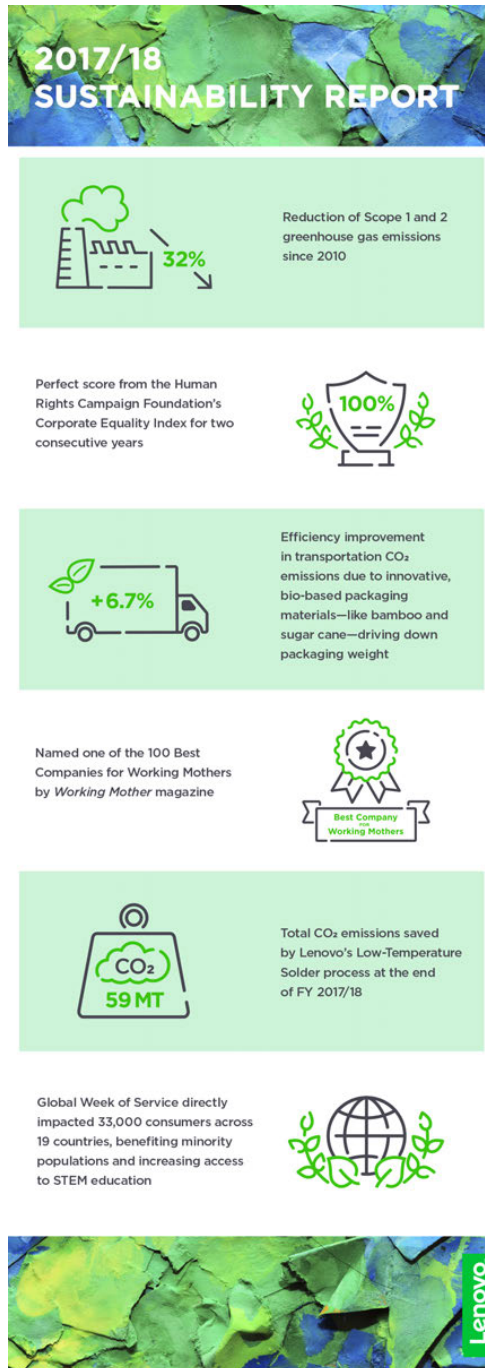 2017/18
SUSTAINABILITY REPORT
32%
Reduction of Scope 1 and 2
greenhouse gas emissions
since 2010
Perfect score from the Human
Rights Campaign Foundation's
Corporate Equality Index for two
consecutive years
100%
+6.7%
Efficiency improvement
in transportation CO₂
emissions due to innovative,
bio-based packaging
materials—like bamboo and
sugar cane—driving down
packaging weight
Named one of the 100 Best
Companies for Working Mothers
by Working Mother magazine
Best Company
FOR
Working Mothers
CO₂
59 MT
Total CO₂ emissions saved
by Lenovo's Low-Temperature
Solder process at the end
of FY 2017/18
Global Week of Service directly
impacted 33,000 consumers across
19 countries, benefiting minority
populations and increasing access
to STEM education
Lenovo